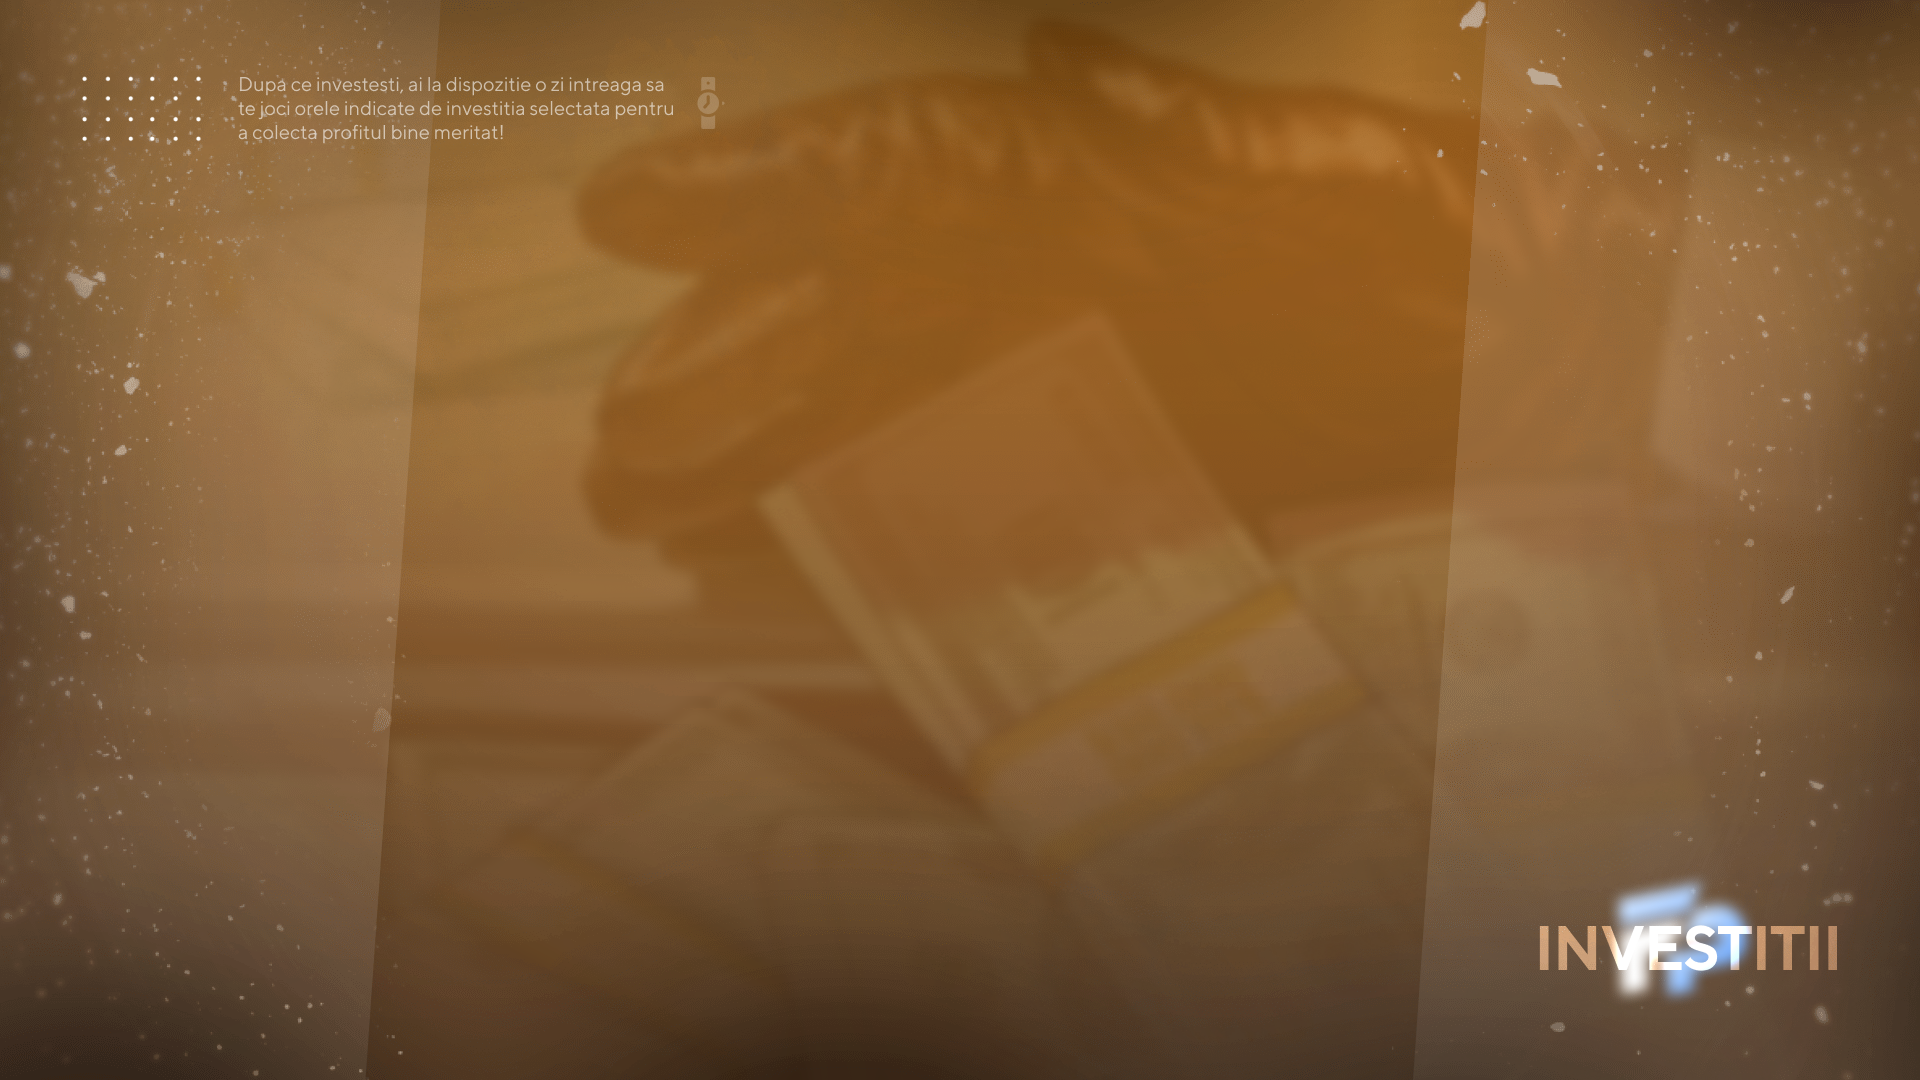 Dupa ce investesti, ai la dispozitie o zi intreaga sa
te joci orele indicate de investitia selectata pentru
a colecta profitul bine meritat!
INVESTITII